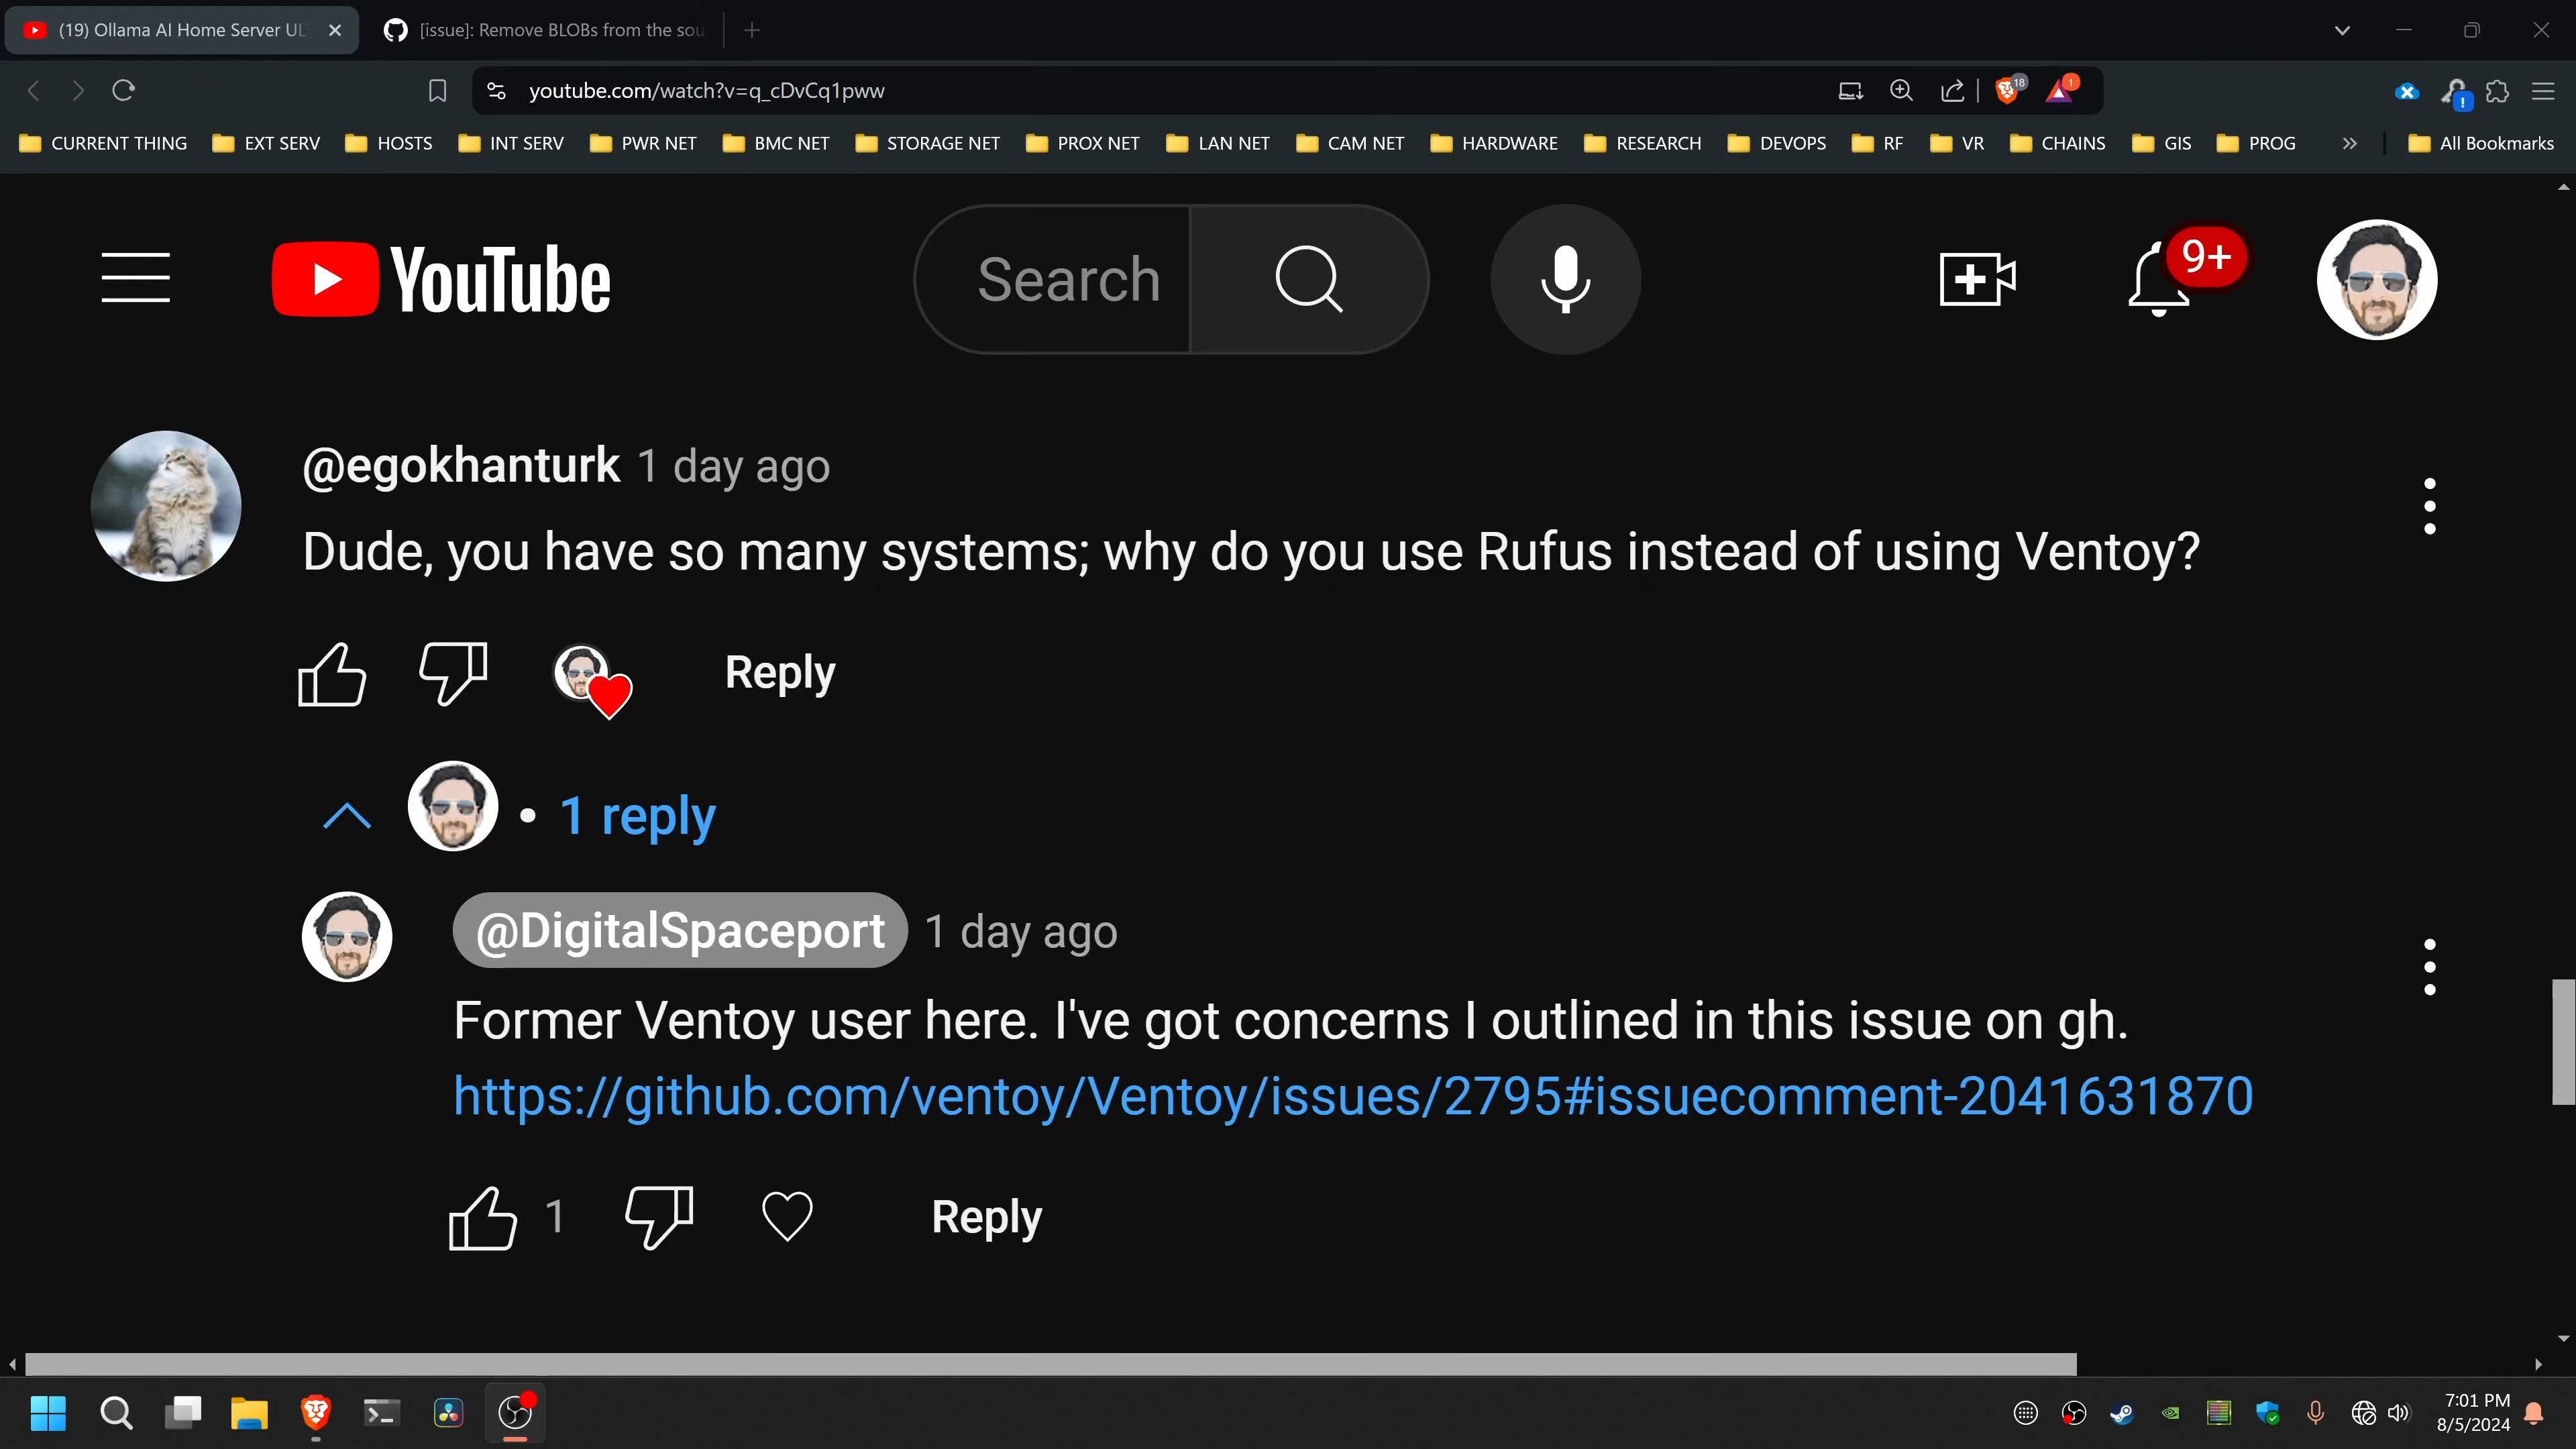 (19) Ollama AI Home Server UL
[issue]: Remove BLOBs from the sou
youtube.com/watch?v=q_cDvCq1pww
18
1
CURRENT THING
EXT SERV
HOSTS
INT SERV
PWR NET
BMC NET
STORAGE NET
PROX NET
LAN NET
CAM NET
HARDWARE
RESEARCH
DEVOPS
RF
VR
CHAINS
GIS
PROG
All Bookmarks
YouTube
Search
9+
@egokhanturk 1 day ago
Dude, you have so many systems; why do you use Rufus instead of using Ventoy?
Reply
1 reply
@DigitalSpaceport 1 day ago
Former Ventoy user here. I've got concerns I outlined in this issue on gh.
https://github.com/ventoy/Ventoy/issues/2795#issuecomment-2041631870
1
Reply
7:01 PM
8/5/2024